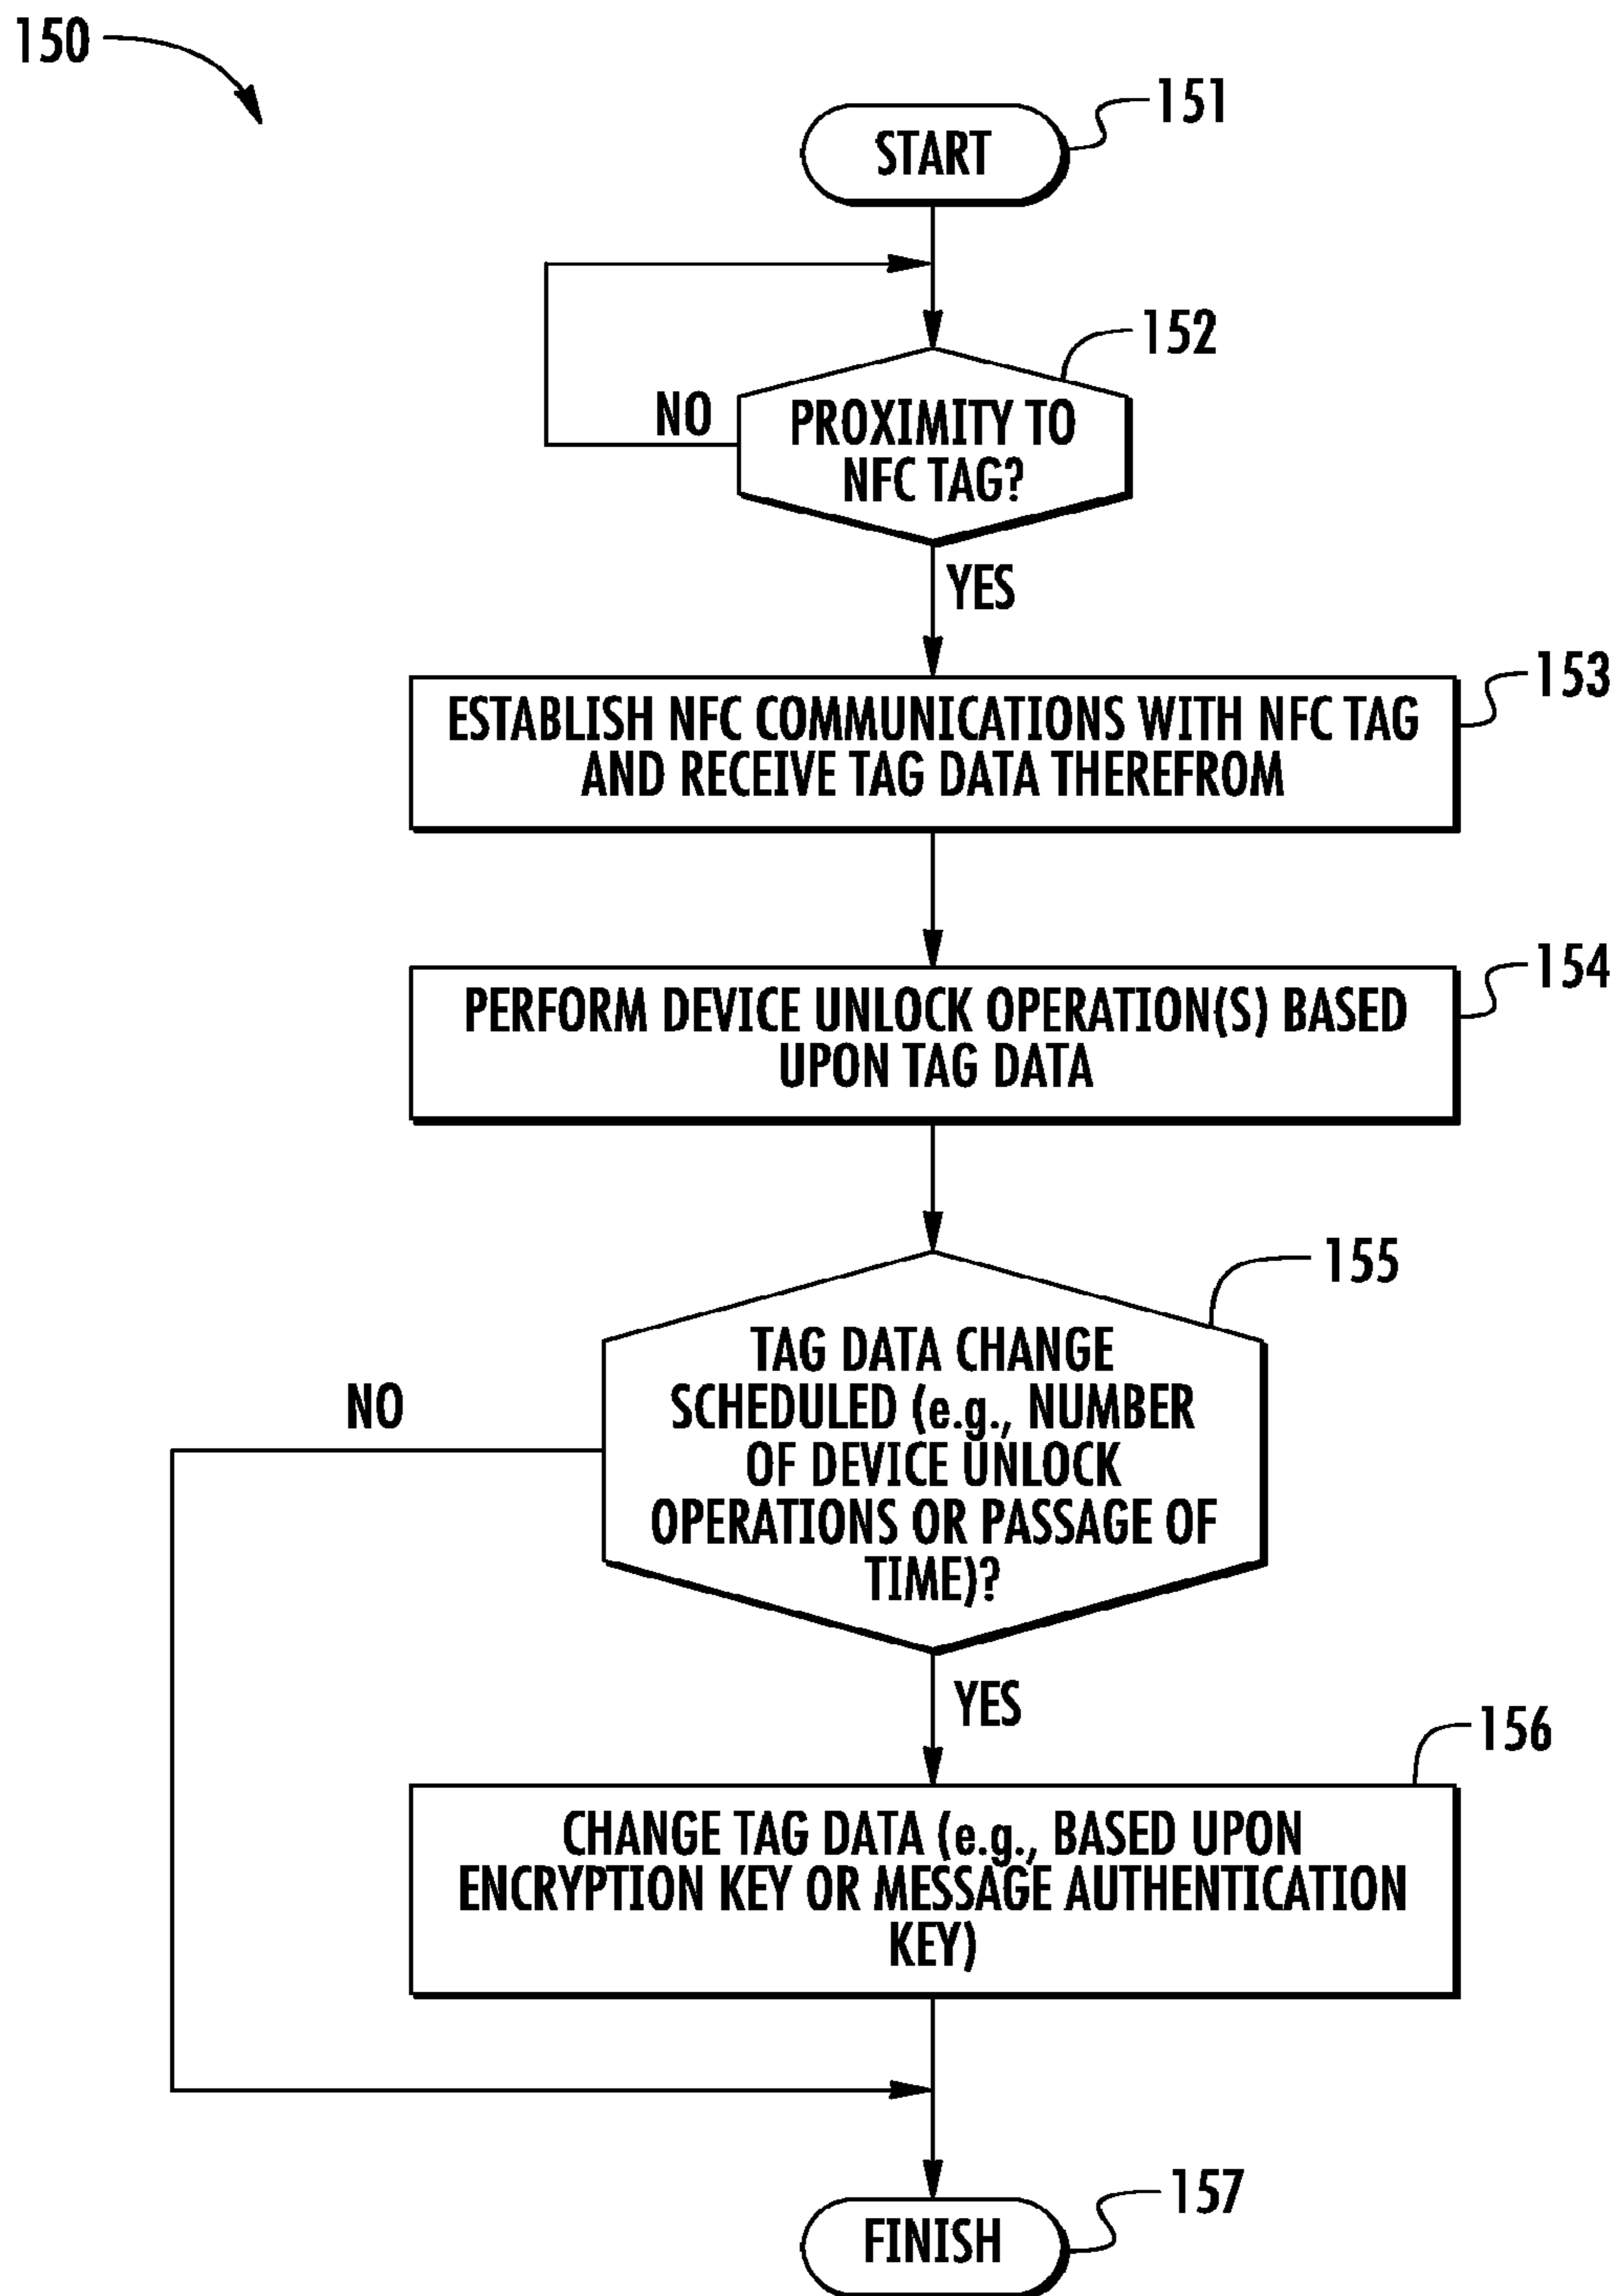 150
151
START
152
NO
PROXIMITY TO
NFC TAG?
YES
153
ESTABLISH NFC COMMUNICATIONS WITH NFC TAG
AND RECEIVE TAG DATA THEREFROM
154
PERFORM DEVICE UNLOCK OPERATION(S) BASED
UPON TAG DATA
155
TAG DATA CHANGE
SCHEDULED (e.g., NUMBER
OF DEVICE UNLOCK
OPERATIONS OR PASSAGE OF
TIME)?
NO
YES
156
CHANGE TAG DATA (e.g., BASED UPON
ENCRYPTION KEY OR MESSAGE AUTHENTICATION
KEY)
157
FINISH